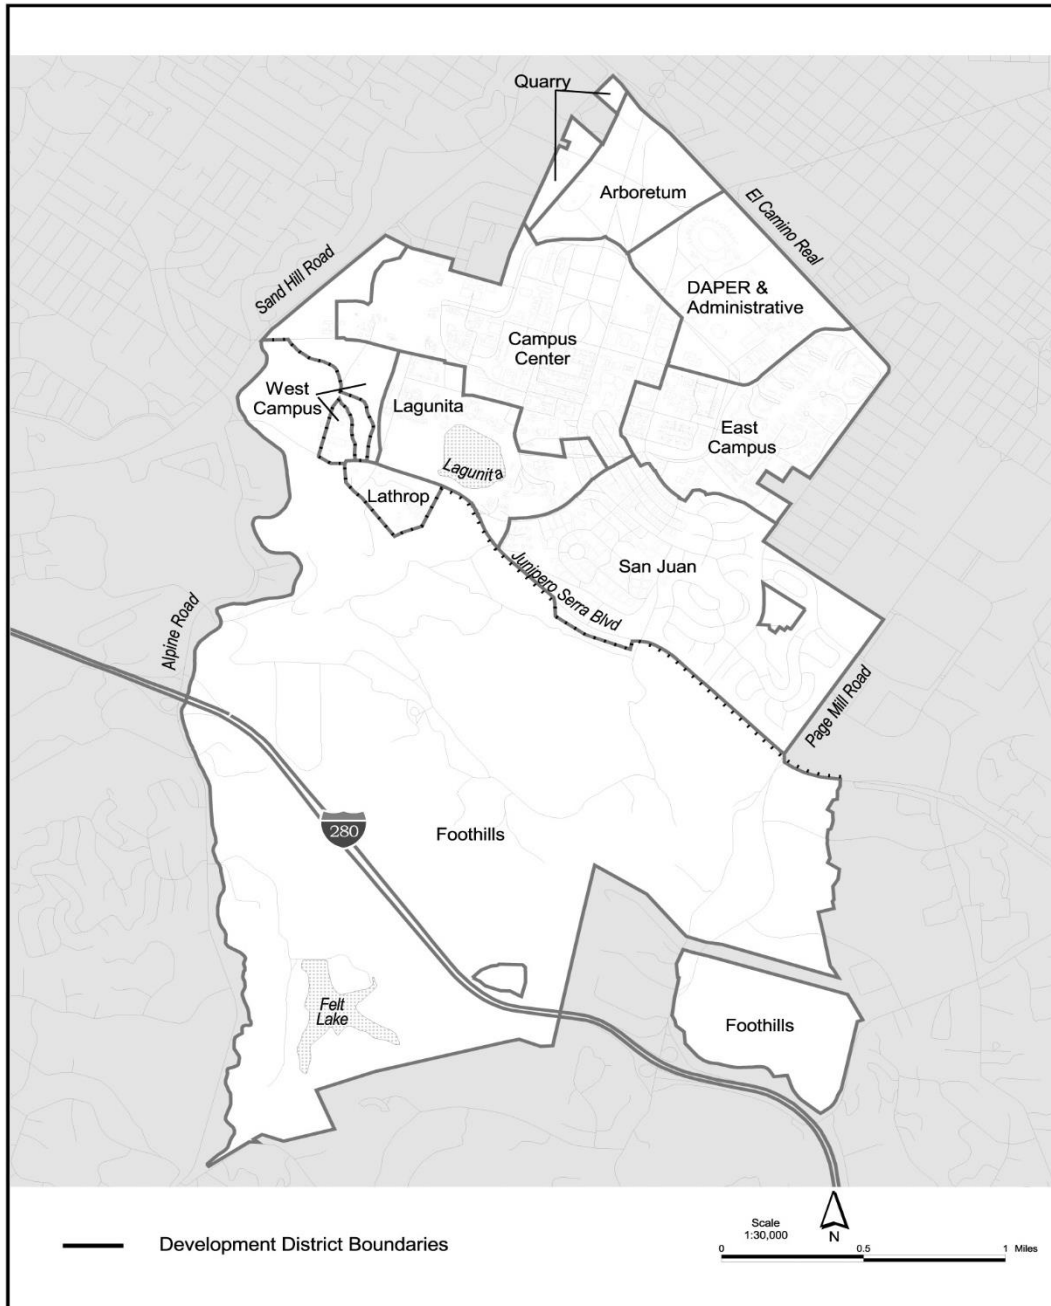 Quarry
Arboretum
El Camino Real
Sand Hill Road
DAPER &
Administrative
Campus
Center
West
Campus
Lagunita
East
Campus
Lagunita
Lathrop
San Juan
Junipero Serra Blvd
Alpine Road
Page Mill Road
280
Foothills
Felt
Lake
Foothills
Development District Boundaries
Scale
1:30,000
N
0 0.5 1 Miles